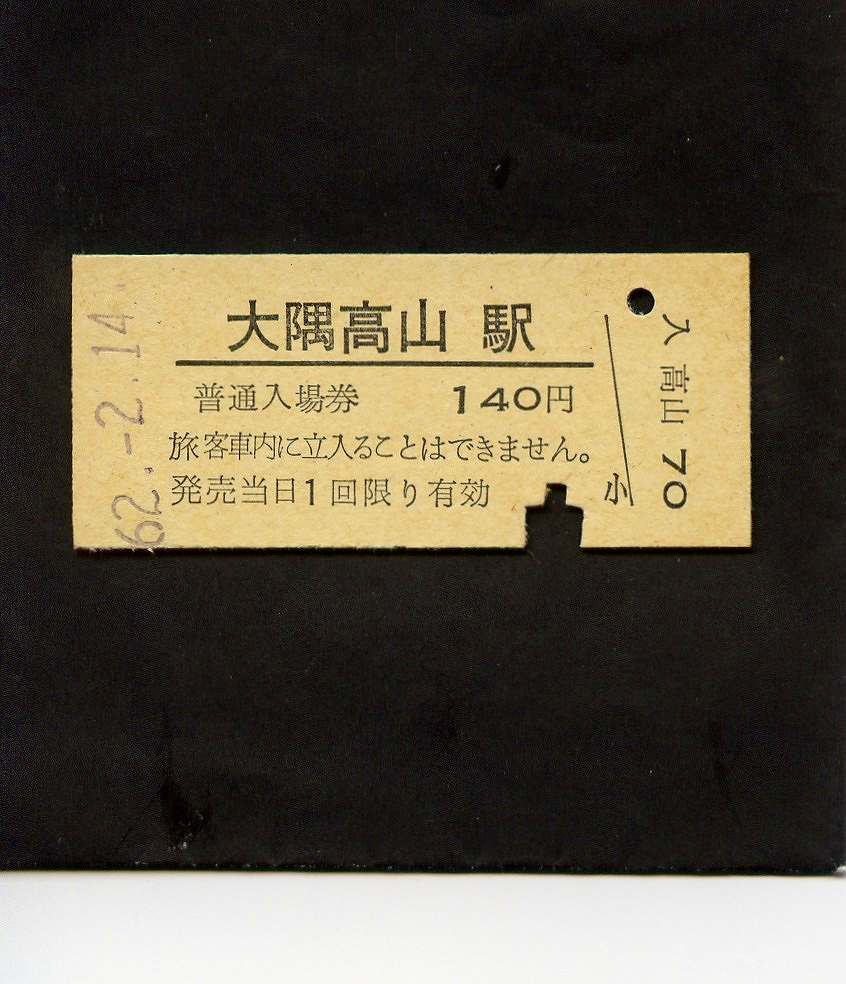 大隅高山 駅
普通入場券 140円
旅客車内に立入ることはできません。
発売当日1回限り有効
小
入 高山 70
62.-2.14.